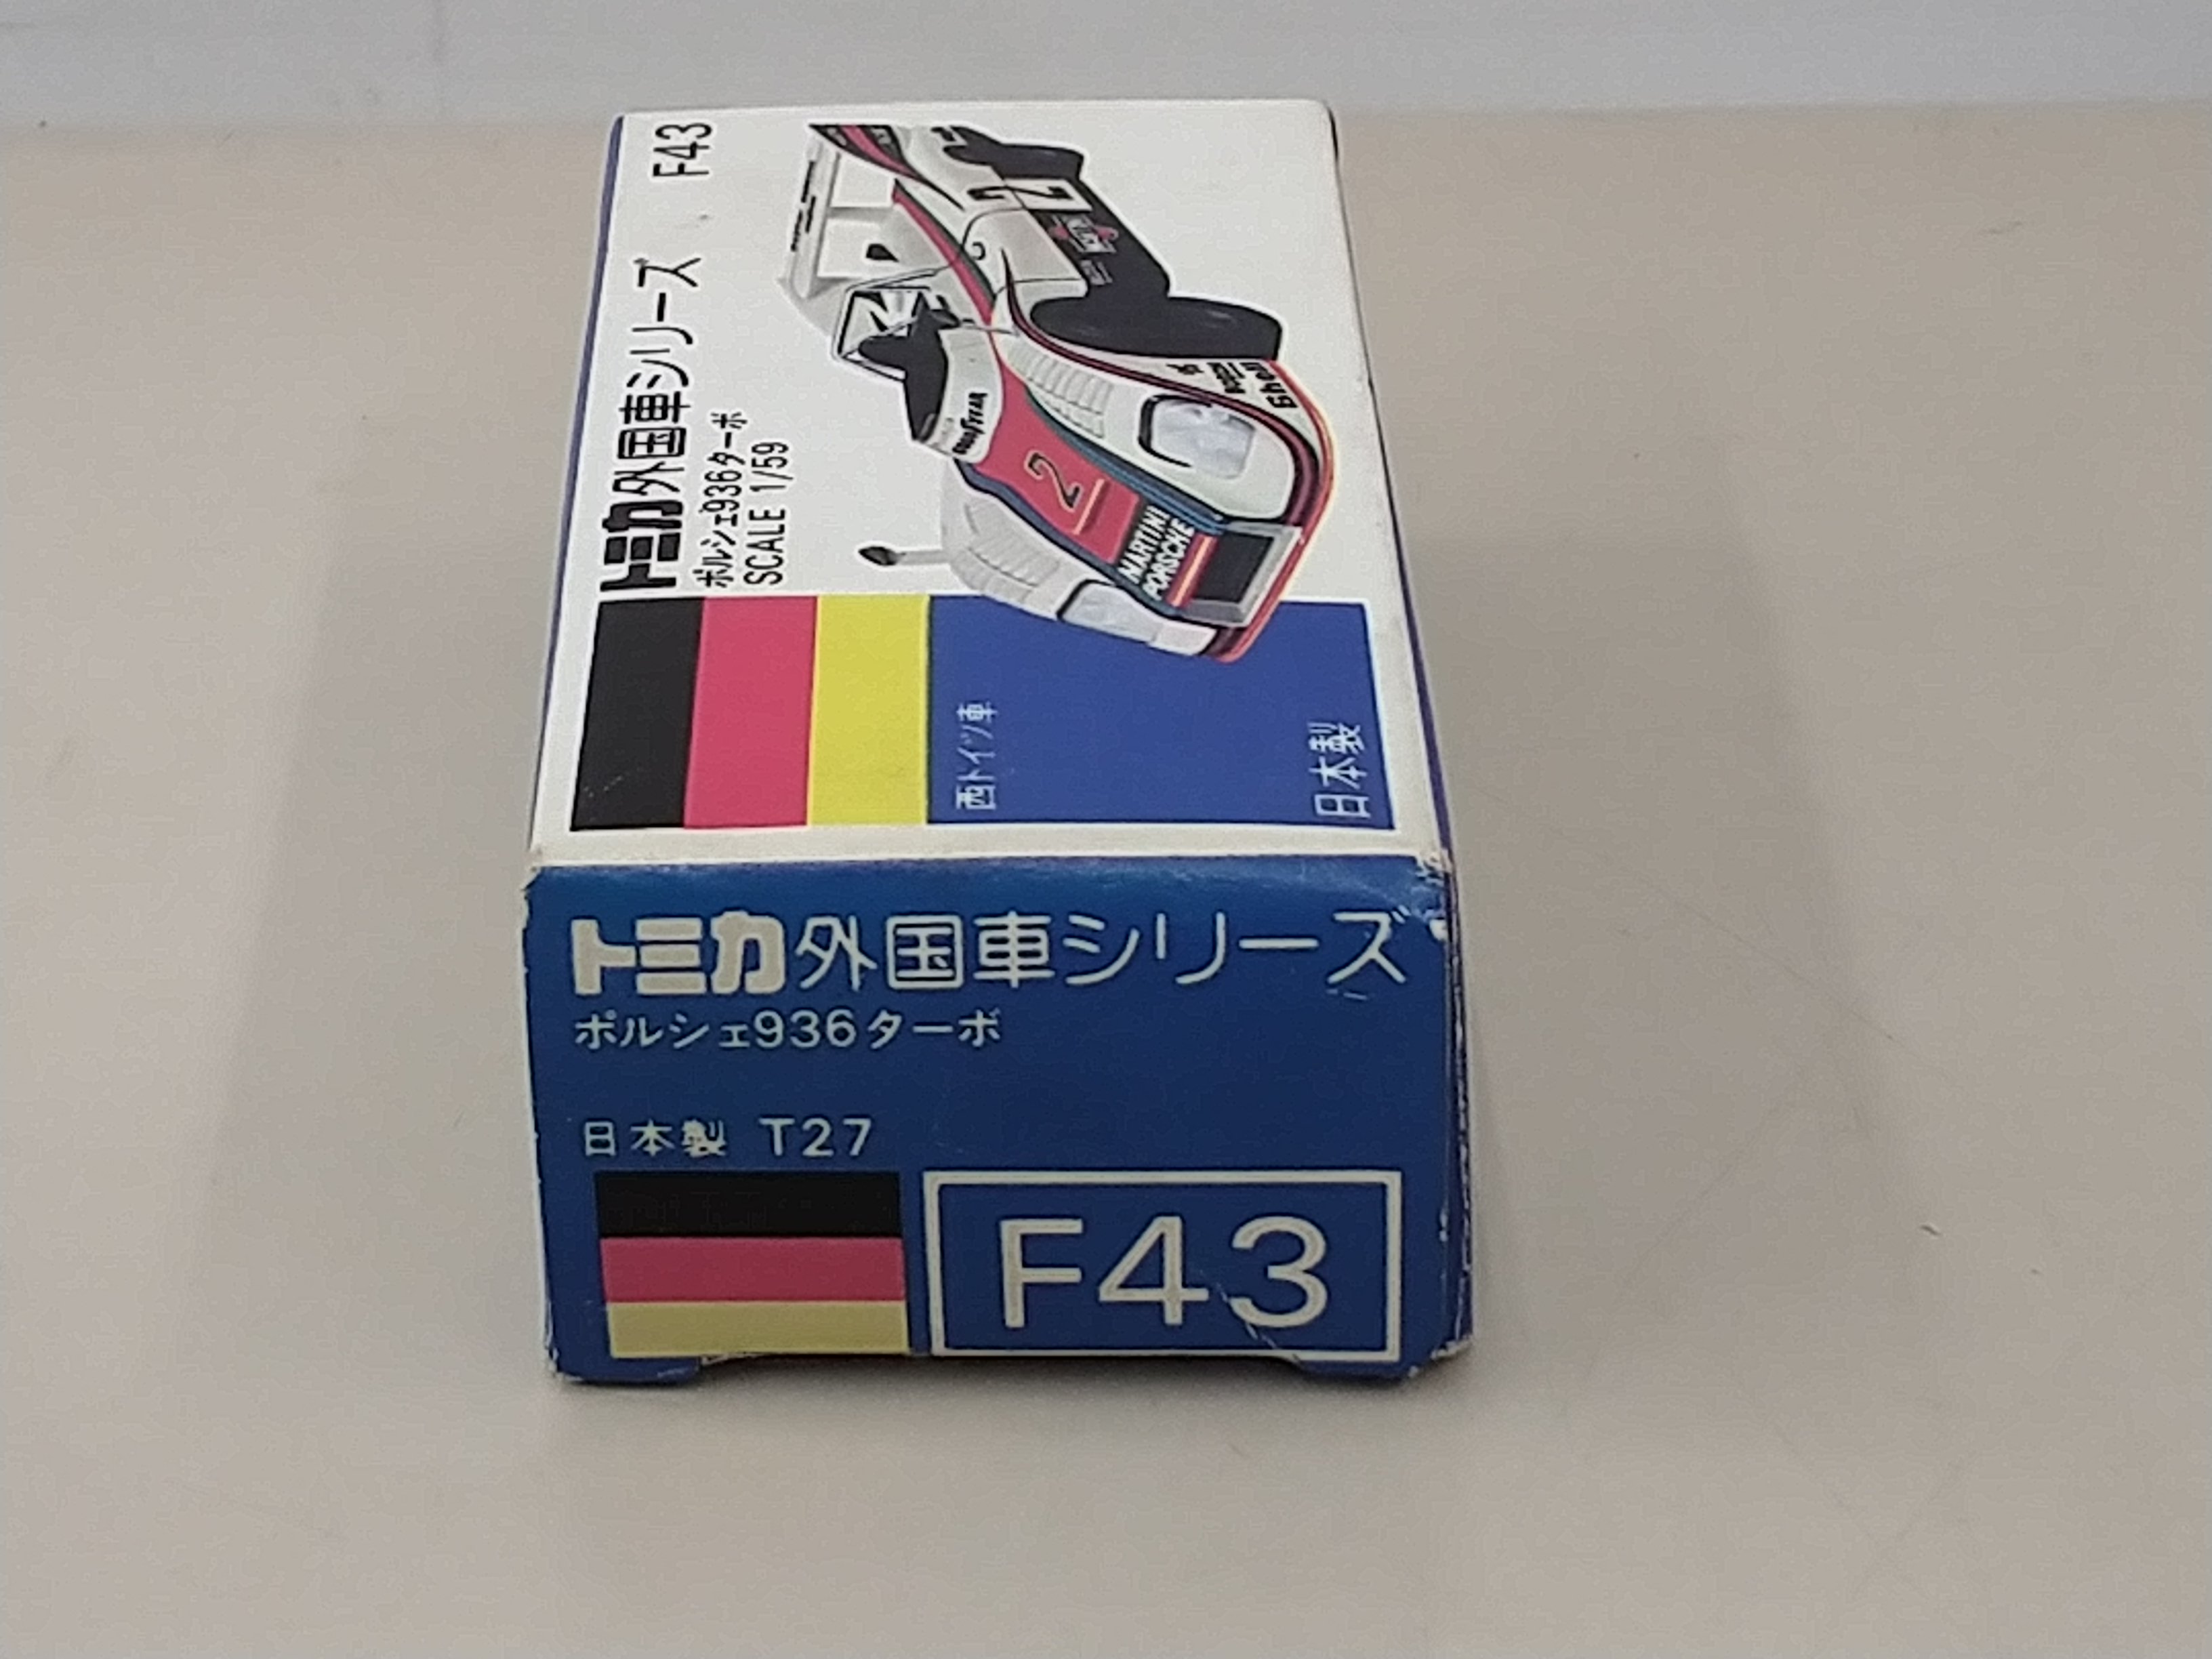 トミカ外国車シリーズ F43
ポルシェ936ターボ
SCALE 1/59
2
GOODYEAR
2
MARTINI
PORSCHE
Shell
西ドイツ車
日本製
トミカ外国車シリーズ
ポルシェ936ターボ
日本製 T27
F43